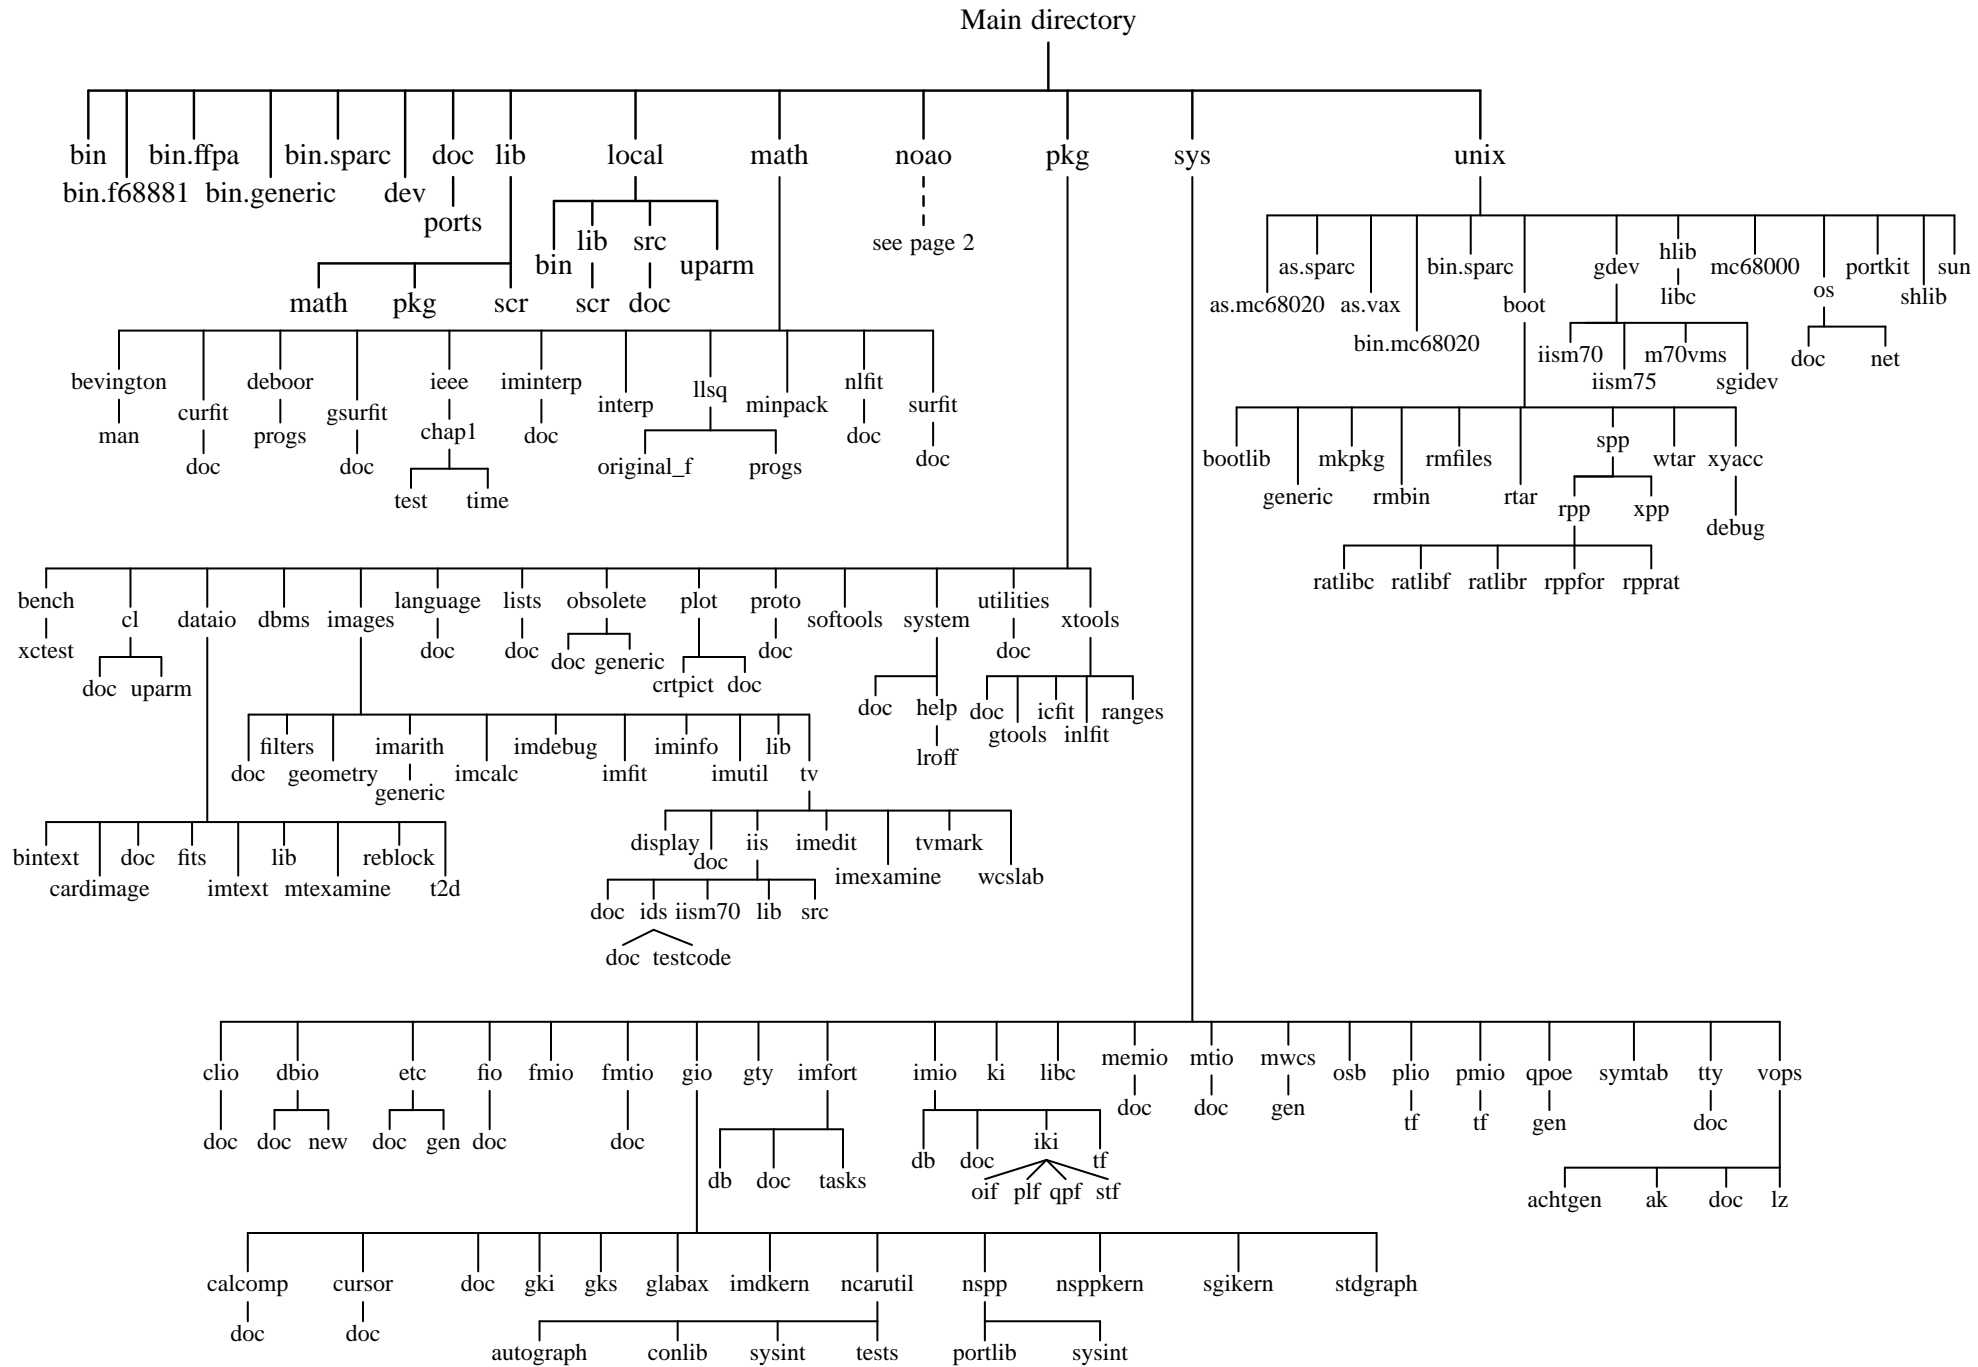 Main directory
bin bin.ffpa bin.sparc doc lib local math noao pkg sys unix
bin.f68881 bin.generic dev
ports
see page 2
lib src
bin uparm
math pkg scr scr doc
as.sparc bin.sparc gdev hlib mc68000 portkit sun
as.mc68020 as.vax boot libc os shlib
bin.mc68020
iism70 m70vms doc net
iism75 sgidev
bevington deboor ieee iminterp llsq nlfit
curfit gsurfit interp minpack surfit
man progs chap1 doc doc
doc doc original_f progs doc
test time
bootlib mkpkg rmfiles spp wtar xyacc
generic rmbin rtar rpp xpp
debug
ratlibc ratlibf ratlibr rppfor rpprat
bench language lists obsolete plot proto utilities
cl dataio dbms images softools system xtools
xctest doc doc doc generic doc doc
doc uparm crtpict doc
doc help doc icfit ranges
gtools inlfit
lroff
filters imarith imdebug iminfo lib
doc geometry imcalc imfit imutil tv
generic
display iis imedit tvmark
doc imexamine wcslab
bintext doc fits lib reblock
cardimage imtext mtexamine t2d
doc ids iism70 lib src
doc testcode
clio dbio etc fio fmio fmtio gio gty imfort imio ki libc memio mtio mwcs osb plio pmio qpoe symtab tty vops
doc doc gen tf tf gen doc
doc doc new doc gen doc doc iki
db doc tf
db doc tasks oif plf qpf stf
achtgen ak doc lz
calcomp cursor doc gki gks glabax imdkern ncarutil nspp nsppkern sgikern stdgraph
doc doc
autograph conlib sysint tests portlib sysint